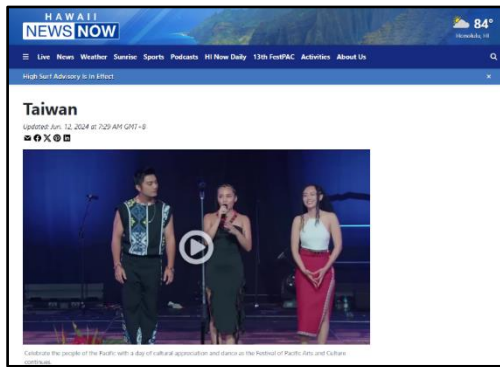 HAWAII
NEWS NOW
84°
Honolulu, HI
Live News Weather Sunrise Sports Podcasts HI Now Daily 13th FestPAC Activities About Us
High Surf Advisory is In Effect
Taiwan
Updated: Jun. 12, 2024 at 7:29 AM GMT+8
Celebrate the people of the Pacific with a day of cultural appreciation and dance as the Festival of Pacific Arts and Culture
continues.